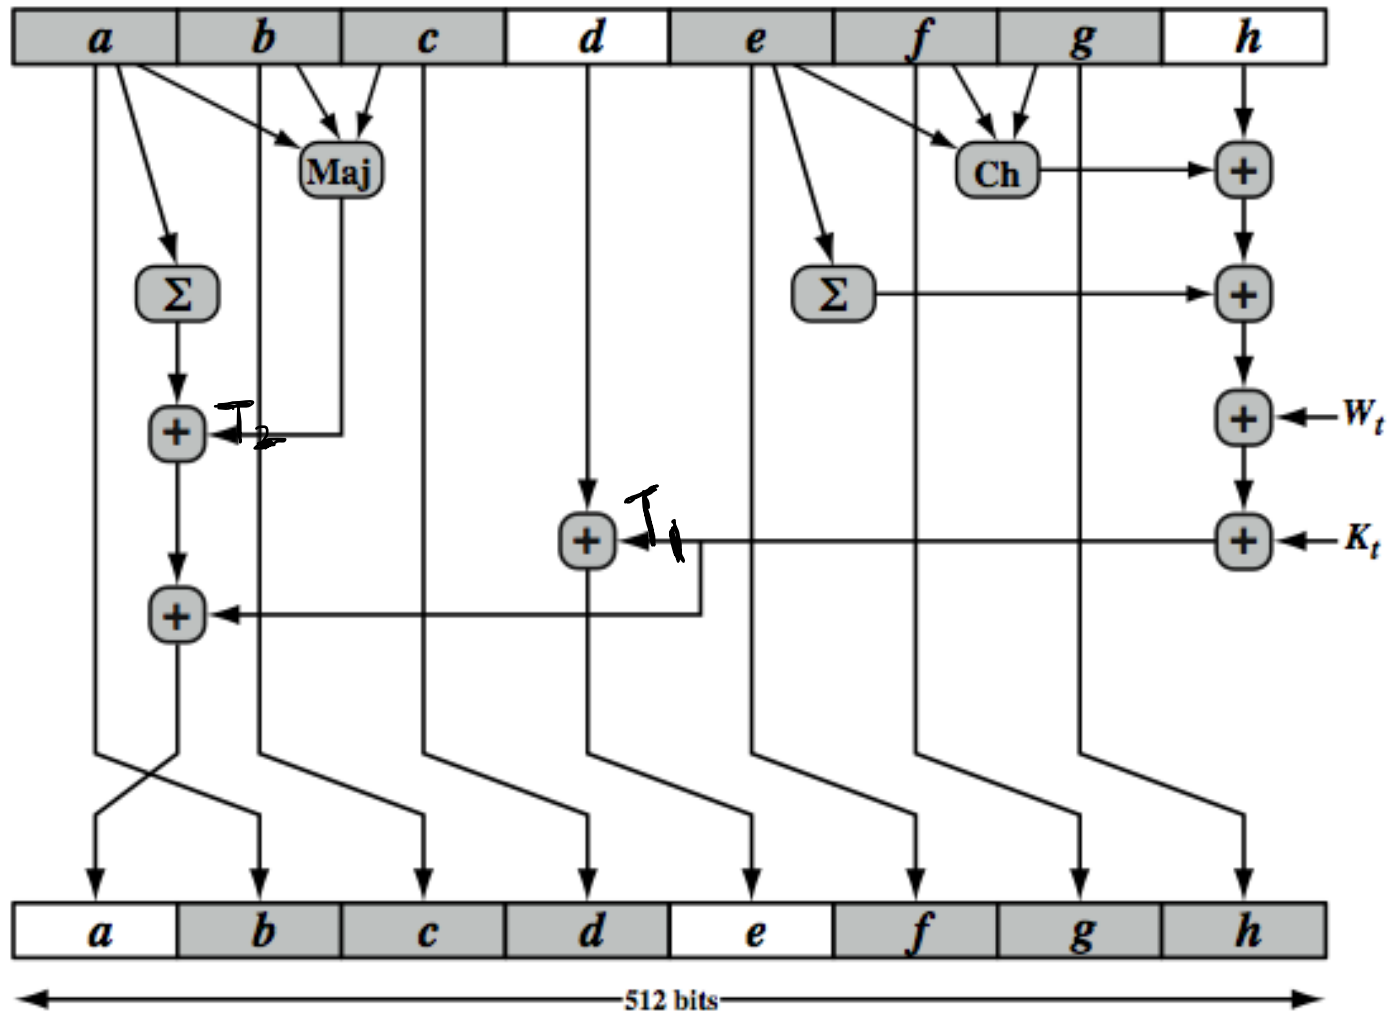 a b c d e f g h
Maj
Ch
+
Σ
Σ
+
+
T2
+
Wt
T1
+
+
Kt
+
a b c d e f g h
512 bits